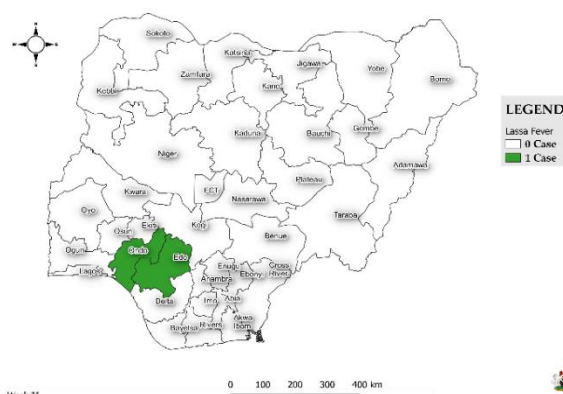 Sokoto
Katsina
Jigawa
Yobe
Borno
Zamfara
Kebbi
Kano
LEGEND
Lassa Fever
0 Case
1 Case
Kaduna
Bauchi
Gombe
Adamawa
Niger
Plateau
FCT
Kwara
Nasarawa
Taraba
Oyo
Kogi
Osun
Ekiti
Benue
Ogun
Ondo
Edo
Lagos
Enugu
Ebony
Cross
River
Anambra
Delta
Imo
Abia
Akwa
Ibom
Bayelsa
Rivers
0 100 200 300 400 km